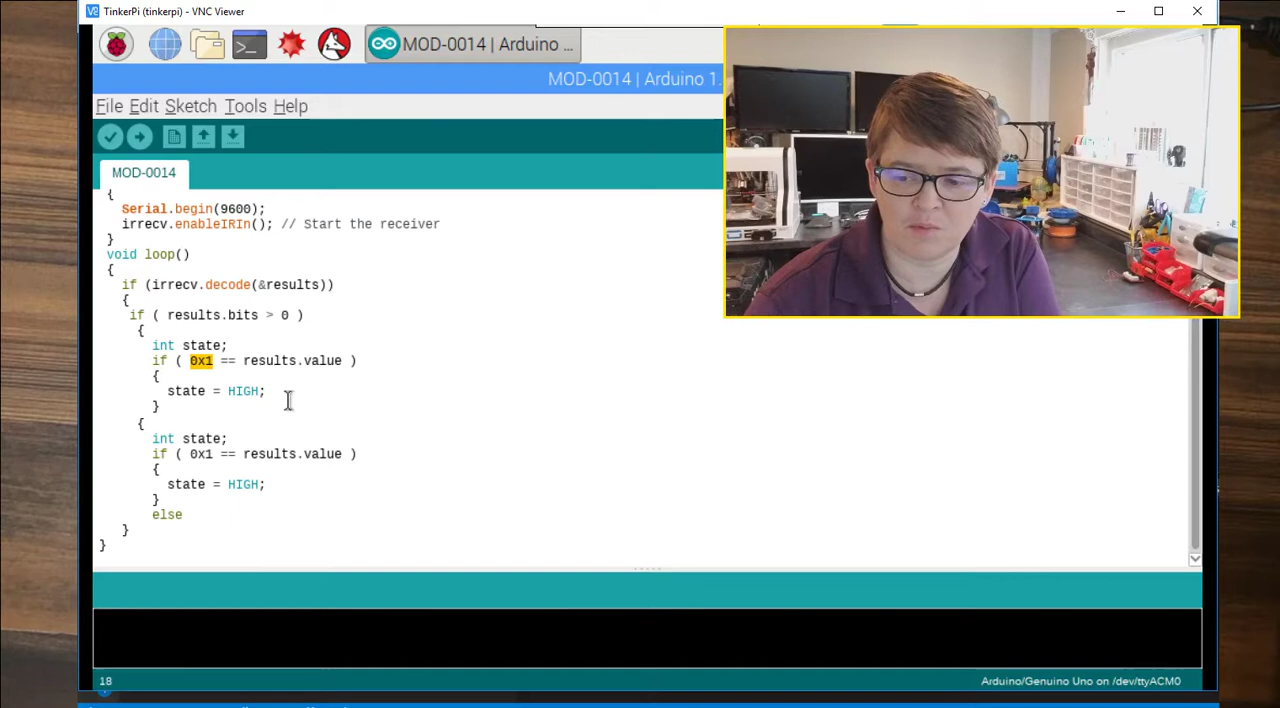 TinkerPi (tinkerpi) - VNC Viewer
MOD-0014 | Arduino ...
MOD-0014 | Arduino 1.
File Edit Sketch Tools Help
MOD-0014
{
Serial.begin(9600);
irrecv.enableIRIn(); // Start the receiver
}
void loop()
{
if (irrecv.decode(&results))
{
if ( results.bits > 0 )
{
int state;
if ( 0x1 == results.value )
{
state = HIGH;
}
{
int state;
if ( 0x1 == results.value )
{
state = HIGH;
}
else
}
}
18
Arduino/Genuino Uno on /dev/ttyACM0